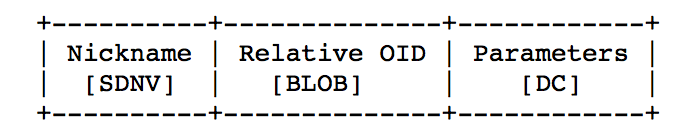 +----------+--------------+------------+
| Nickname | Relative OID | Parameters |
|  [SDNV]  |    [BLOB]    |    [DC]    |
+----------+--------------+------------+